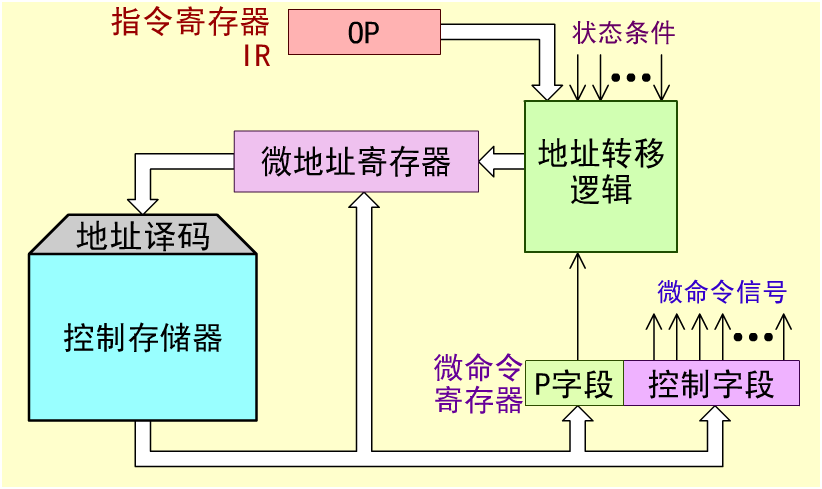 指令寄存器
IR
OP
状态条件
微地址寄存器
地址转移
逻辑
地址译码
控制存储器
微命令信号
微命令
寄存器
P字段
控制字段